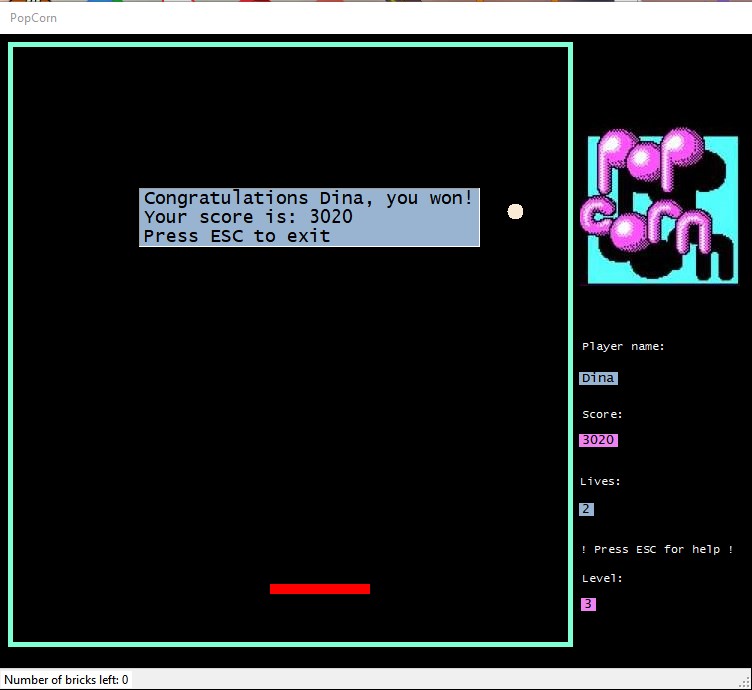 PopCorn
Congratulations Dina, you won!
Your score is: 3020
Press ESC to exit
POP
CORN
Player name:
Dina
Score:
3020
Lives:
2
! Press ESC for help !
Level:
3
Number of bricks left: 0